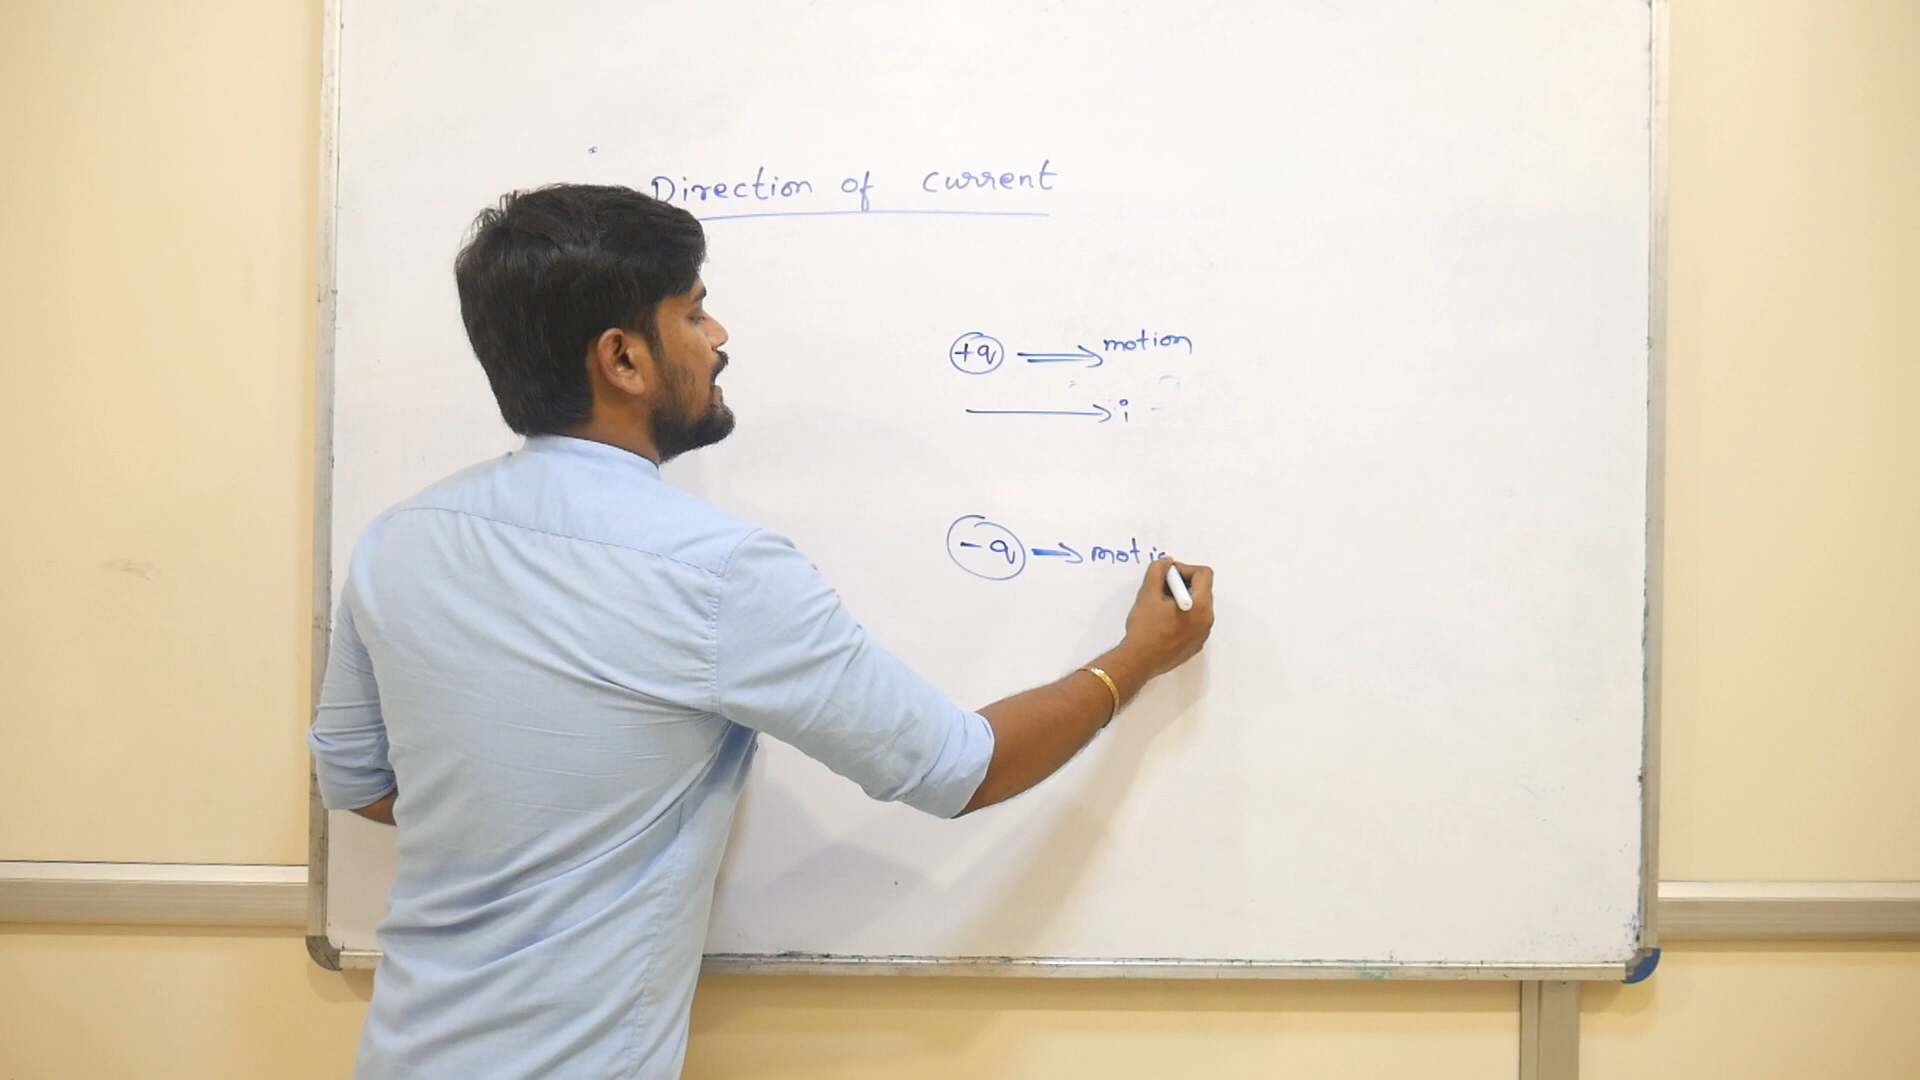 Direction of current
+q → motion
→ i
-q → motio